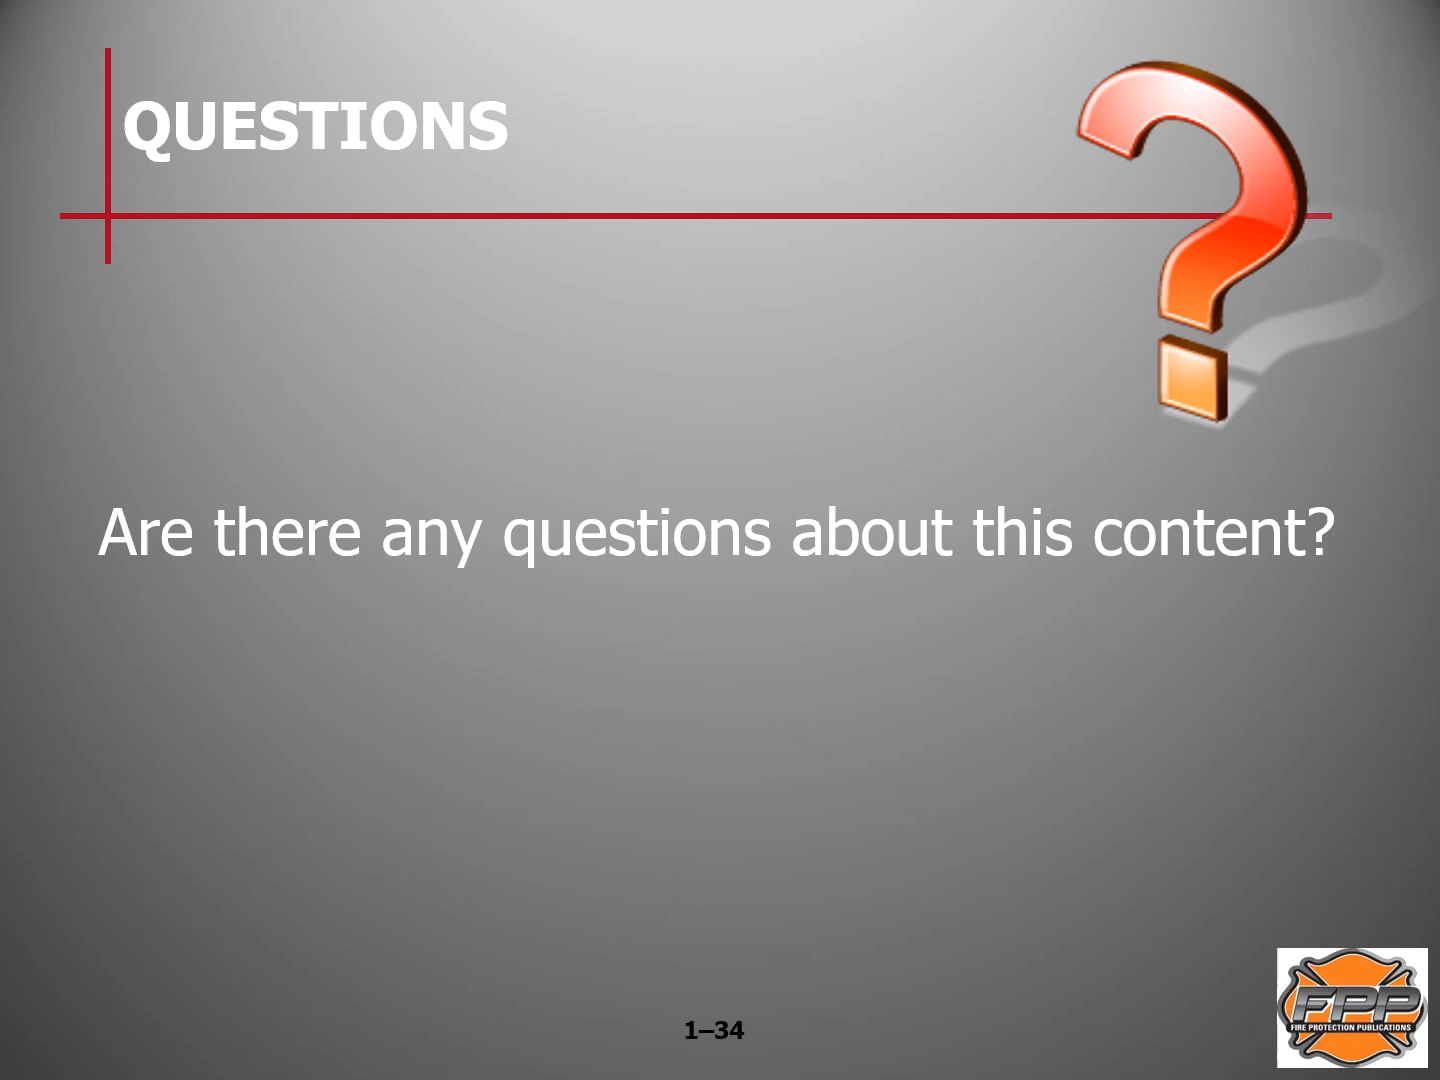 QUESTIONS
Are there any questions about this content?
1–34
FPP
FIRE PROTECTION PUBLICATIONS